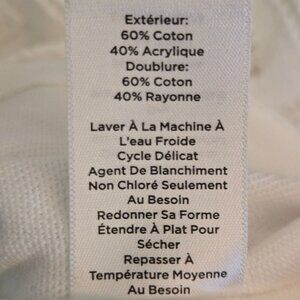 Extérieur:
60% Coton
40% Acrylique
Doublure:
60% Coton
40% Rayonne
Laver À La Machine À
L'eau Froide
Cycle Délicat
Agent De Blanchiment
Non Chloré Seulement
Au Besoin
Redonner Sa Forme
Étendre À Plat Pour
Sécher
Repasser À
Température Moyenne
Au Besoin